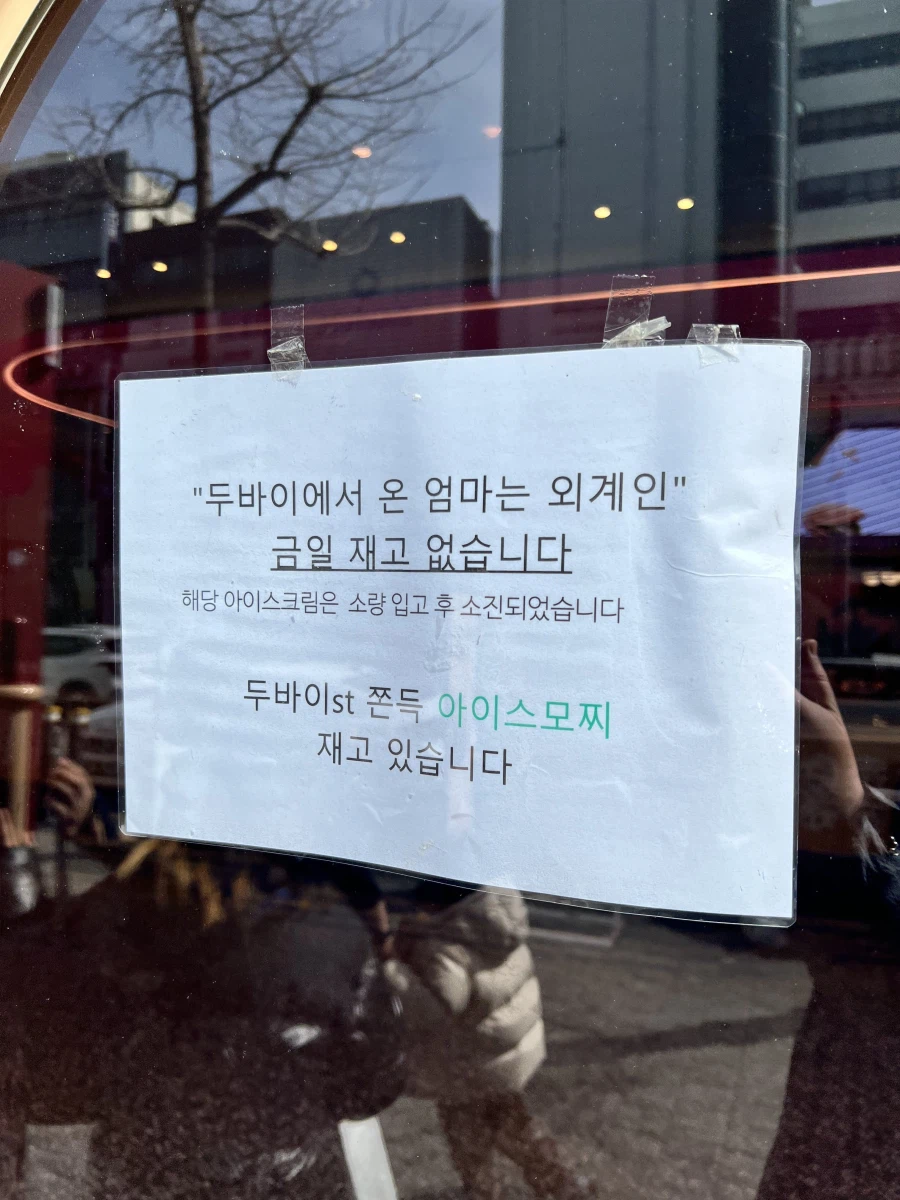 "두바이에서 온 엄마는 외계인"
금일 재고 없습니다
해당 아이스크림은 소량 입고 후 소진되었습니다
두바이st 쫀득 아이스모찌
재고 있습니다